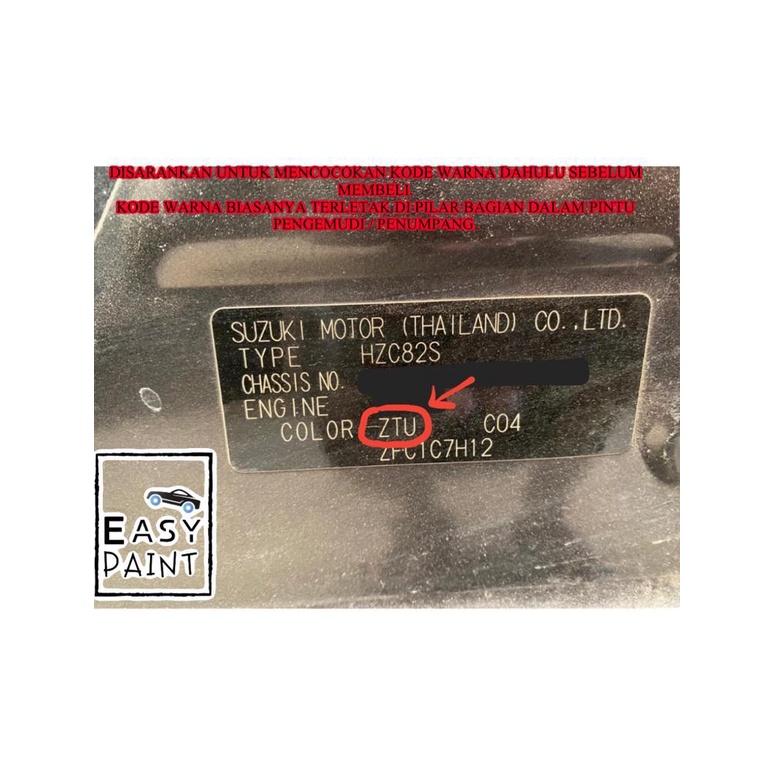 DISARANKAN UNTUK MENCOCOKAN KODE WARNA DAHULU SEBELUM
MEMBELI.
KODE WARNA BIASANYA TERLETAK DI PILAR BAGIAN DALAM PINTU
PENGEMUDI / PENUMPANG.
SUZUKI MOTOR (THAILAND) CO.,LTD.
TYPE HZC82S
CHASSIS NO.
ENGINE
COLOR ZTU C04
ZPC1C7H12
EASY
PAINT